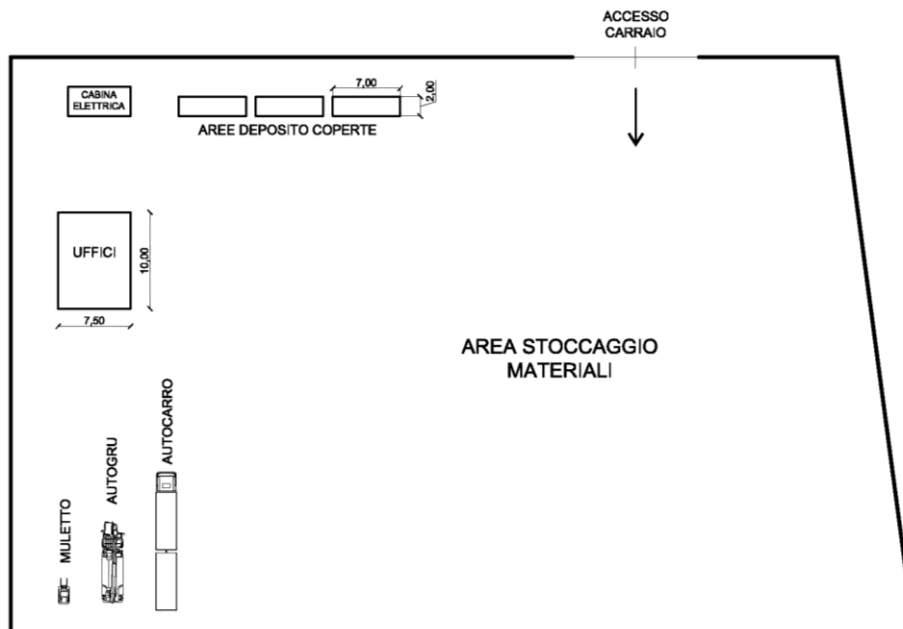 ACCESSO
CARRAIO
CABINA
ELETTRICA
7,00
2,00
AREE DEPOSITO COPERTE
UFFICI
10,00
7,50
AREA STOCCAGGIO
MATERIALI
MULETTO
AUTOGRU
AUTOCARRO